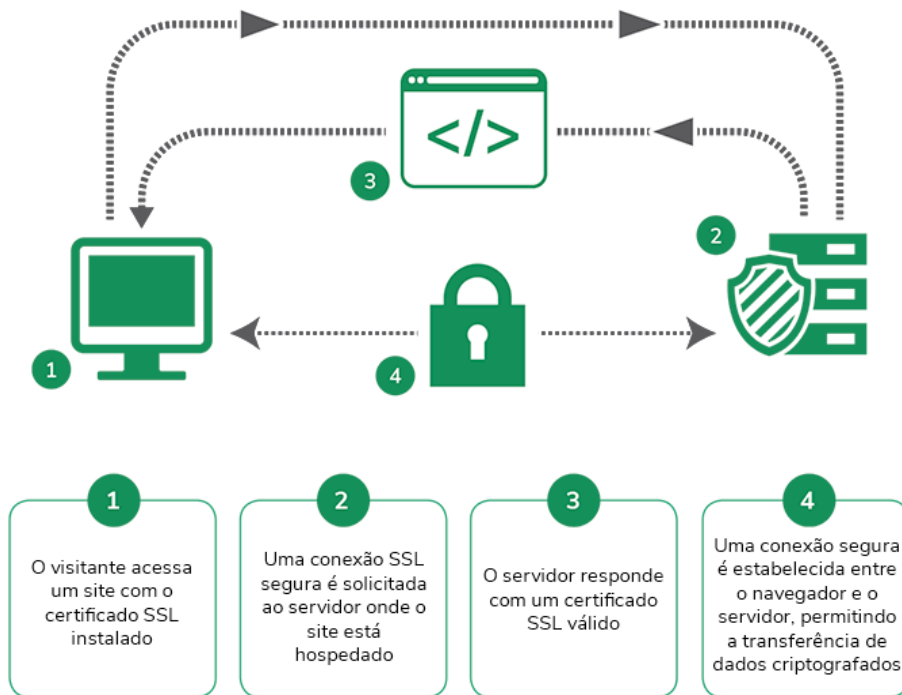 </>
3
2
1
4
1
O visitante acessa
um site com o
certificado SSL
instalado
2
Uma conexão SSL
segura é solicitada
ao servidor onde o
site está
hospedado
3
O servidor responde
com um certificado
SSL válido
4
Uma conexão segura
é estabelecida entre
o navegador e o
servidor, permitindo
a transferência de
dados criptografados